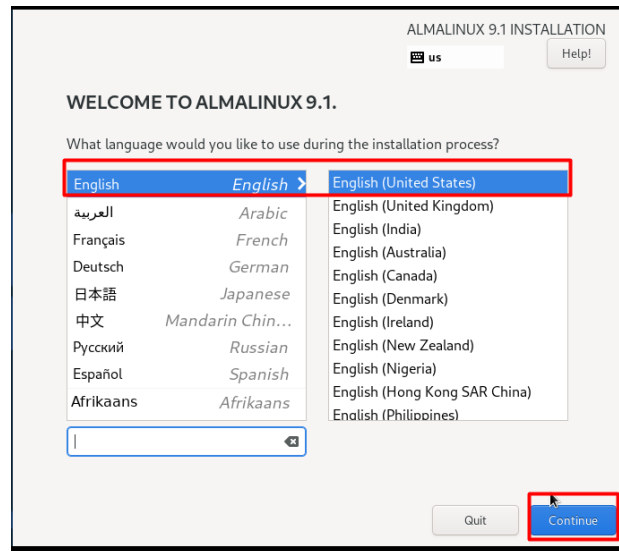 ALMALINUX 9.1 INSTALLATION
us
Help!
WELCOME TO ALMALINUX 9.1.
What language would you like to use during the installation process?
English English
العربية Arabic
Français French
Deutsch German
日本語 Japanese
中文 Mandarin Chin...
Русский Russian
Español Spanish
Afrikaans Afrikaans
English (United States)
English (United Kingdom)
English (India)
English (Australia)
English (Canada)
English (Denmark)
English (Ireland)
English (New Zealand)
English (Nigeria)
English (Hong Kong SAR China)
English (Philippines)
Quit
Continue